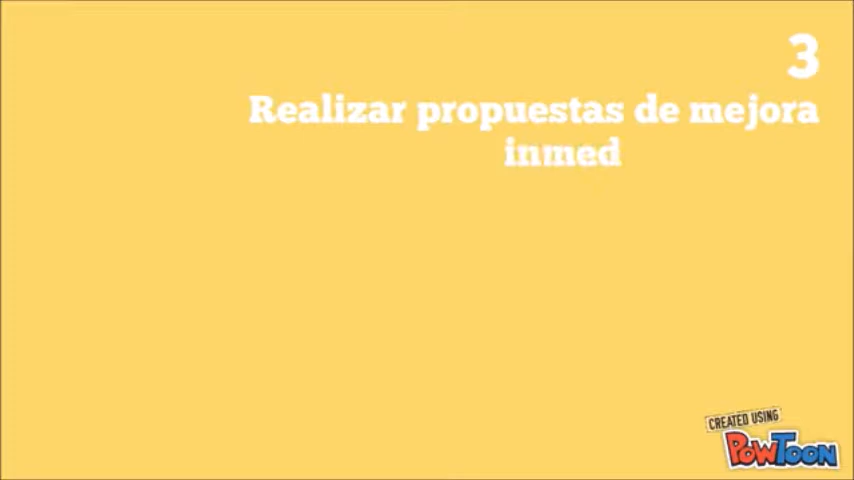 3
Realizar propuestas de mejora
inmed
CREATED USING
POWTOON